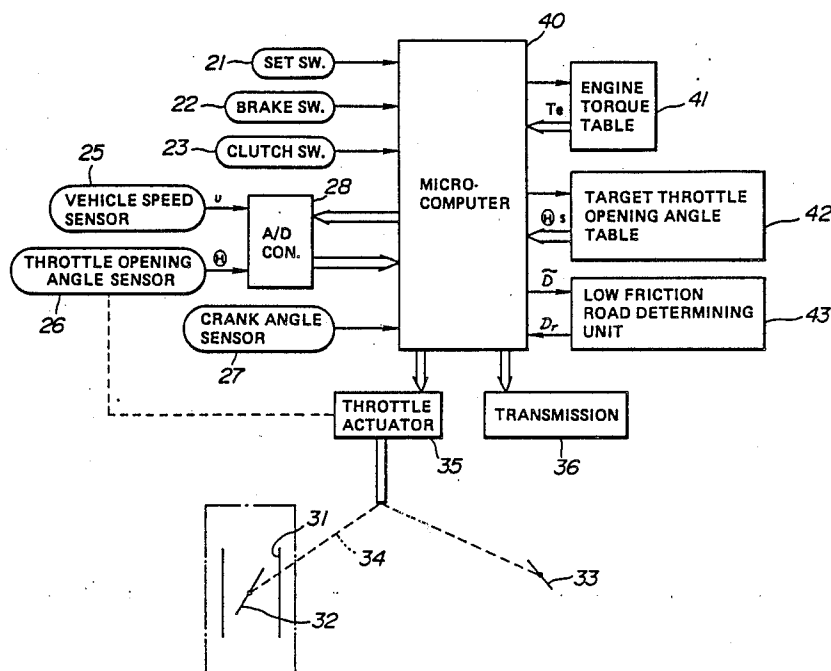 40
21
SET SW.
22
BRAKE SW.
23
CLUTCH SW.
25
VEHICLE SPEED
SENSOR
υ
28
A/D
CON.
THROTTLE OPENING
ANGLE SENSOR
Θ
26
CRANK ANGLE
SENSOR
27
MICRO-
COMPUTER
ENGINE
TORQUE
TABLE
Te
41
TARGET THROTTLE
OPENING ANGLE
TABLE
Θs
42
D̃
LOW FRICTION
ROAD DETERMINING
UNIT
Dr
43
THROTTLE
ACTUATOR
35
TRANSMISSION
36
31
34
32
33